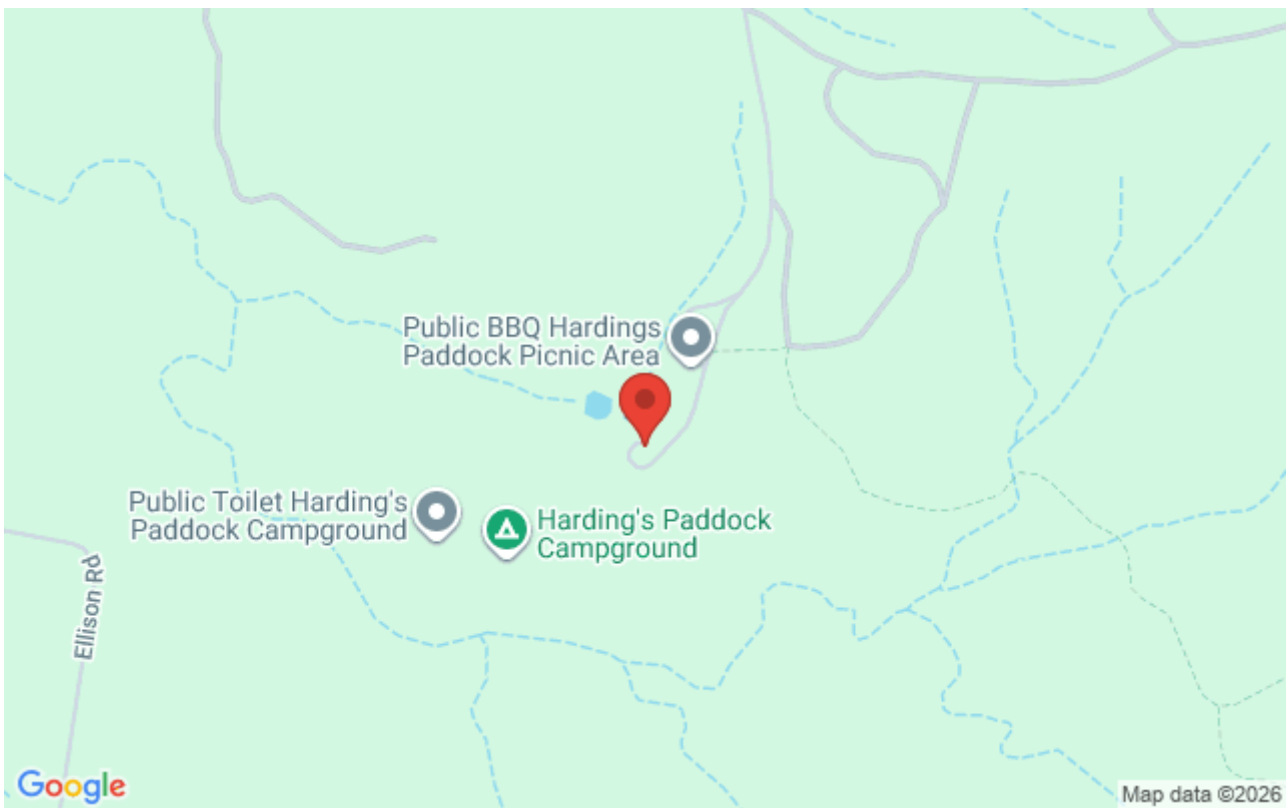 Public BBQ Hardings
Paddock Picnic Area
Public Toilet Harding's
Paddock Campground
Harding's Paddock
Campground
Ellison Rd
Google
Map data ©2026